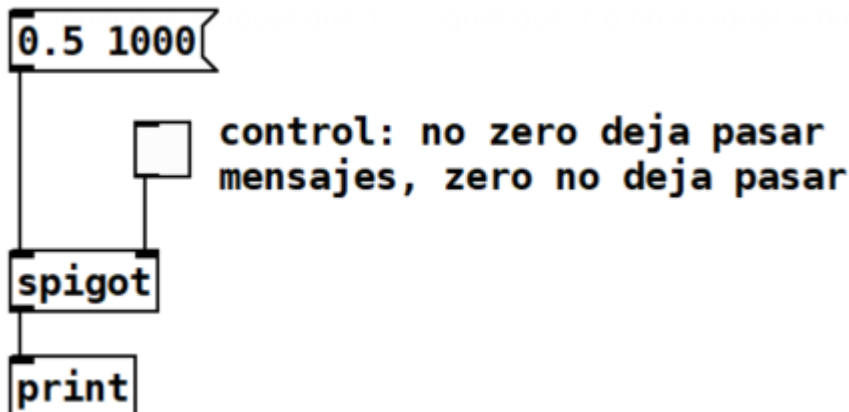 0.5 1000
control: no zero deja pasar
mensajes, zero no deja pasar
spigot
print